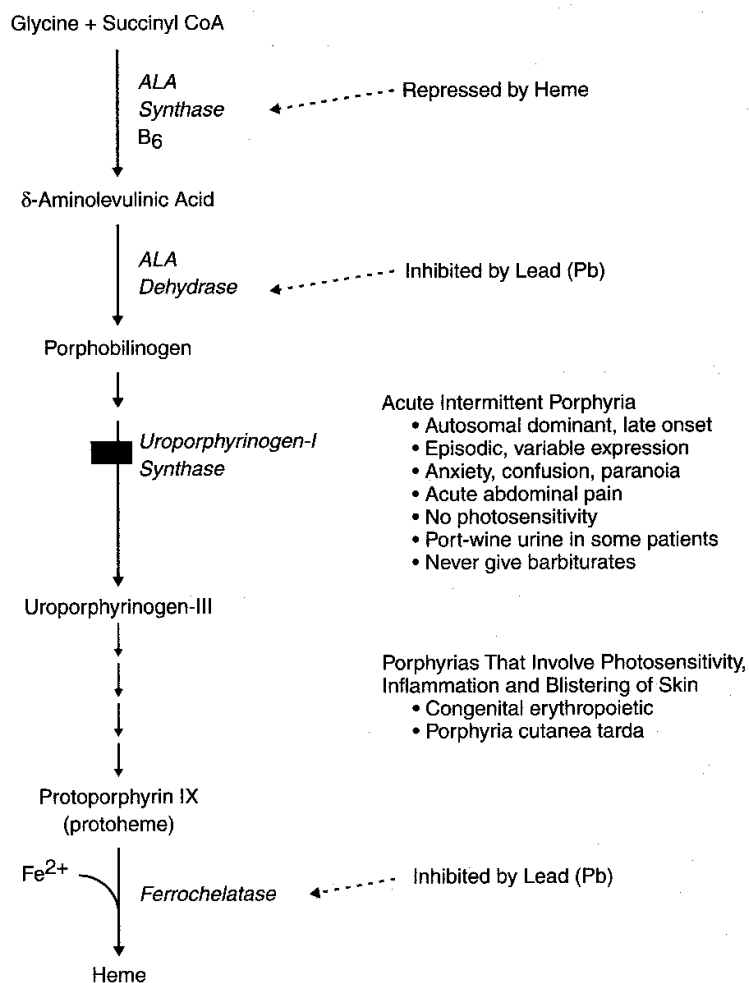 Glycine + Succinyl CoA
ALA
Synthase
B6
Repressed by Heme
δ-Aminolevulinic Acid
ALA
Dehydrase
Inhibited by Lead (Pb)
Porphobilinogen
Uroporphyrinogen-I
Synthase
Acute Intermittent Porphyria
• Autosomal dominant, late onset
• Episodic, variable expression
• Anxiety, confusion, paranoia
• Acute abdominal pain
• No photosensitivity
• Port-wine urine in some patients
• Never give barbiturates
Uroporphyrinogen-III
Porphyrias That Involve Photosensitivity,
Inflammation and Blistering of Skin
• Congenital erythropoietic
• Porphyria cutanea tarda
Protoporphyrin IX
(protoheme)
Fe2+
Ferrochelatase
Inhibited by Lead (Pb)
Heme